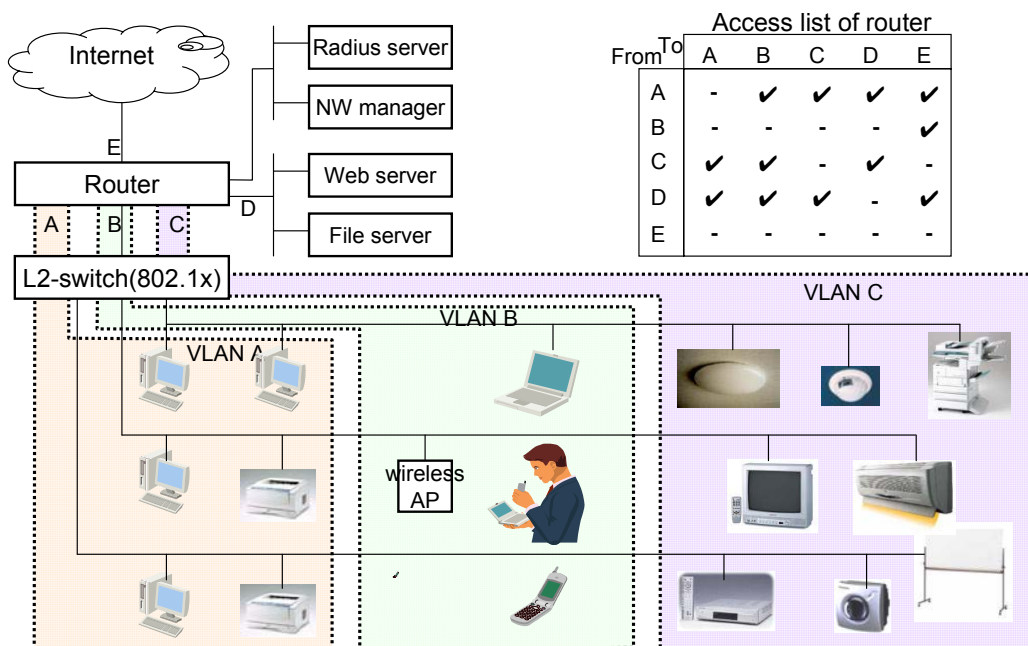 Internet
Radius server
NW manager
Web server
File server
E
Router
D
A B C
L2-switch(802.1x)
Access list of router
From To A B C D E
A - ✔ ✔ ✔ ✔
B - - - - ✔
C ✔ ✔ - ✔ -
D ✔ ✔ ✔ - ✔
E - - - - -
VLAN C
VLAN B
VLAN A
wireless
AP